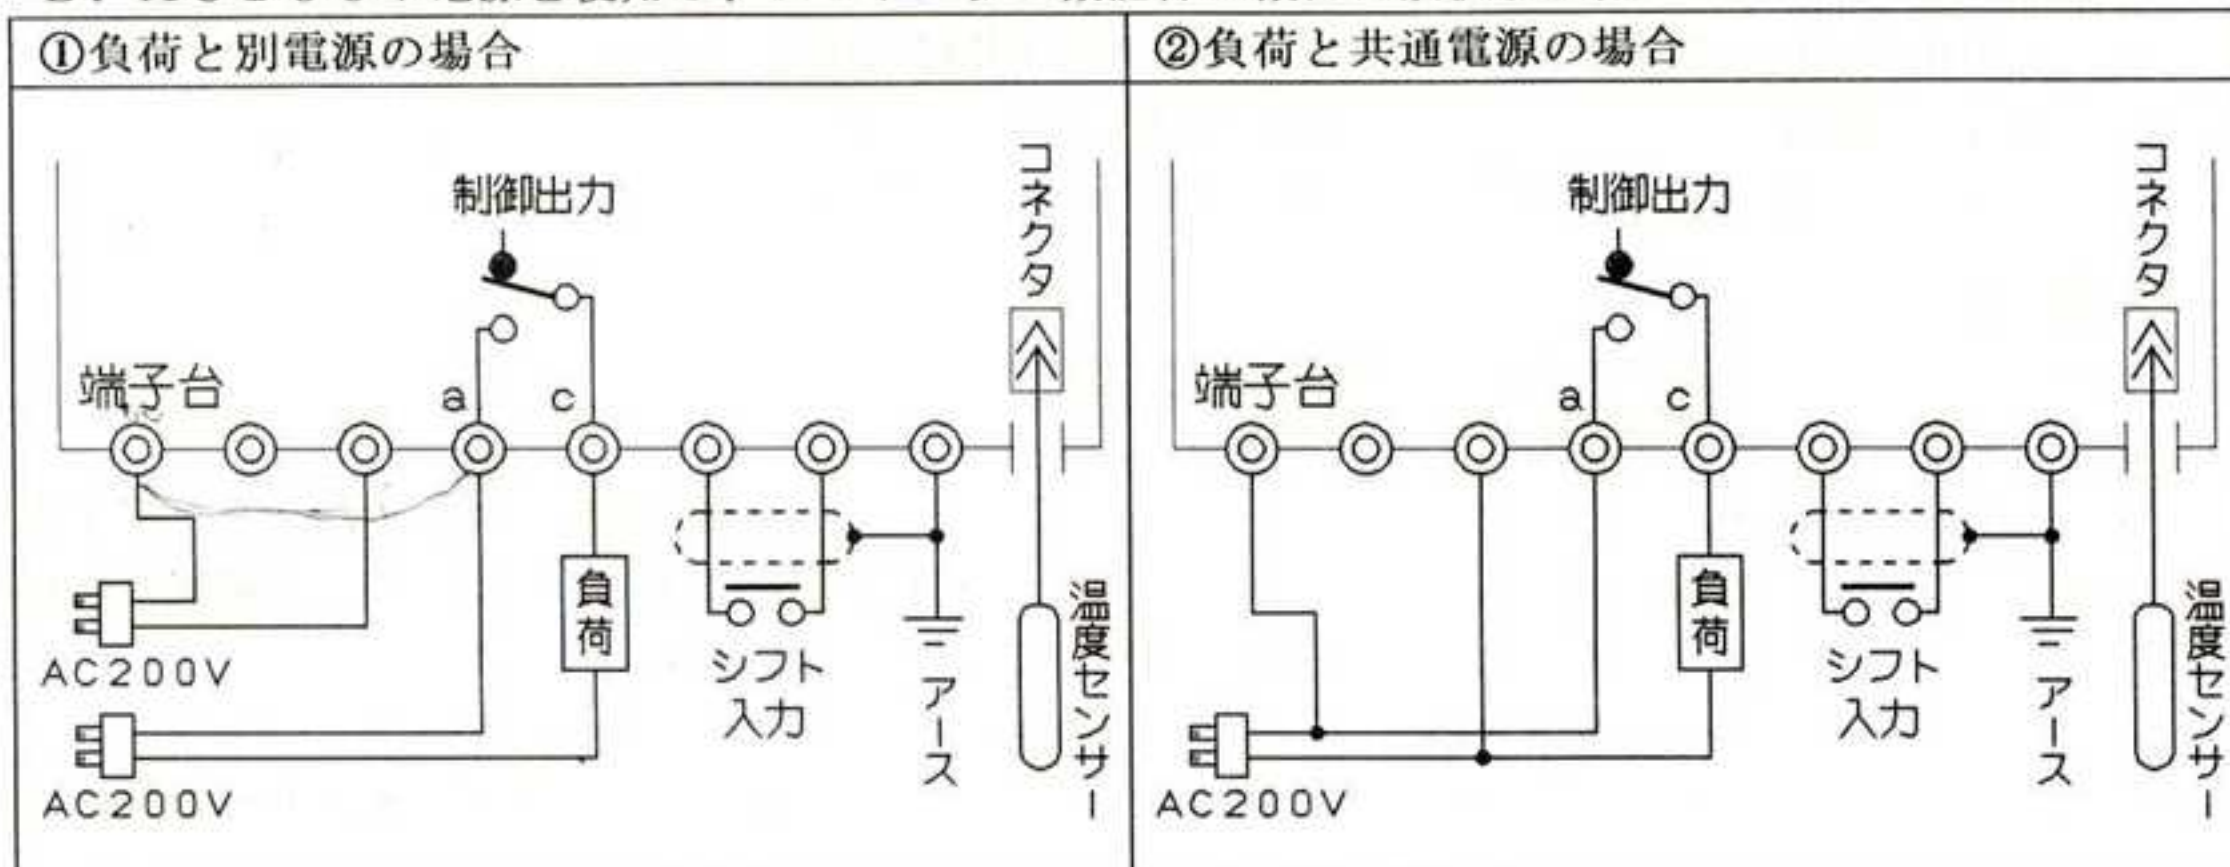 ①負荷と別電源の場合
制御出力
コネクタ
端子台
a
c
負荷
AC200V
シフト
入力
アース
温度センサー
AC200V
②負荷と共通電源の場合
制御出力
コネクタ
端子台
a
c
負荷
シフト
入力
アース
温度センサー
AC200V